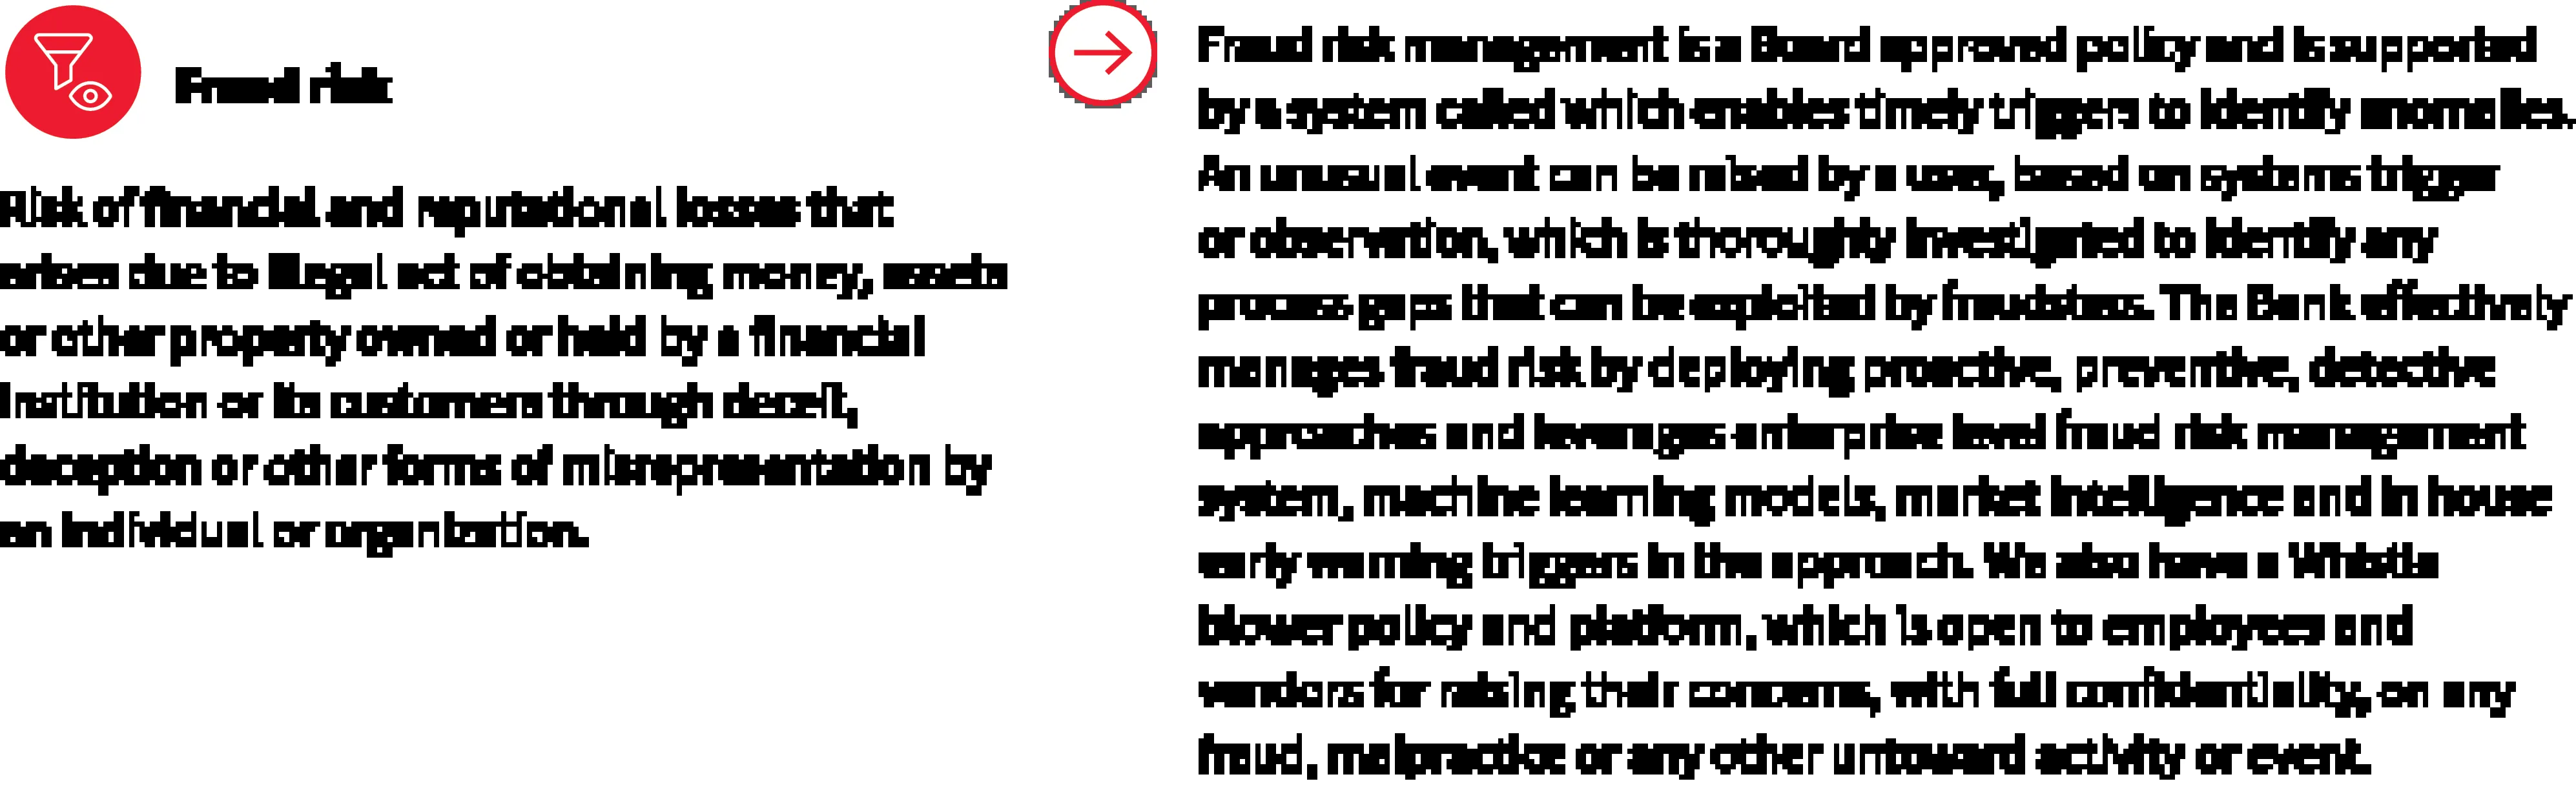 Fraud risk
Risk of financial and reputational losses that
arises due to illegal act of obtaining money, assets
or other property owned or held by a financial
institution or its customers through deceit,
deception or other forms of misrepresentation by
an individual or organization.
Fraud risk management is a Board approved policy and is supported
by a system called which enables timely triggers to identify anomalies.
An unusual event can be raised by a user, based on systems trigger
or observation, which is thoroughly investigated to identify any
process gaps that can be exploited by fraudsters. The Bank effectively
manages fraud risk by deploying proactive, preventive, detective
approaches and leverages enterprise level fraud risk management
system, machine learning models, market intelligence and in house
early warning triggers in the approach. We also have a Whistle
blower policy and platform, which is open to employees and
vendors for raising their concerns, with full confidentiality, on any
fraud, malpractice or any other untoward activity or event.